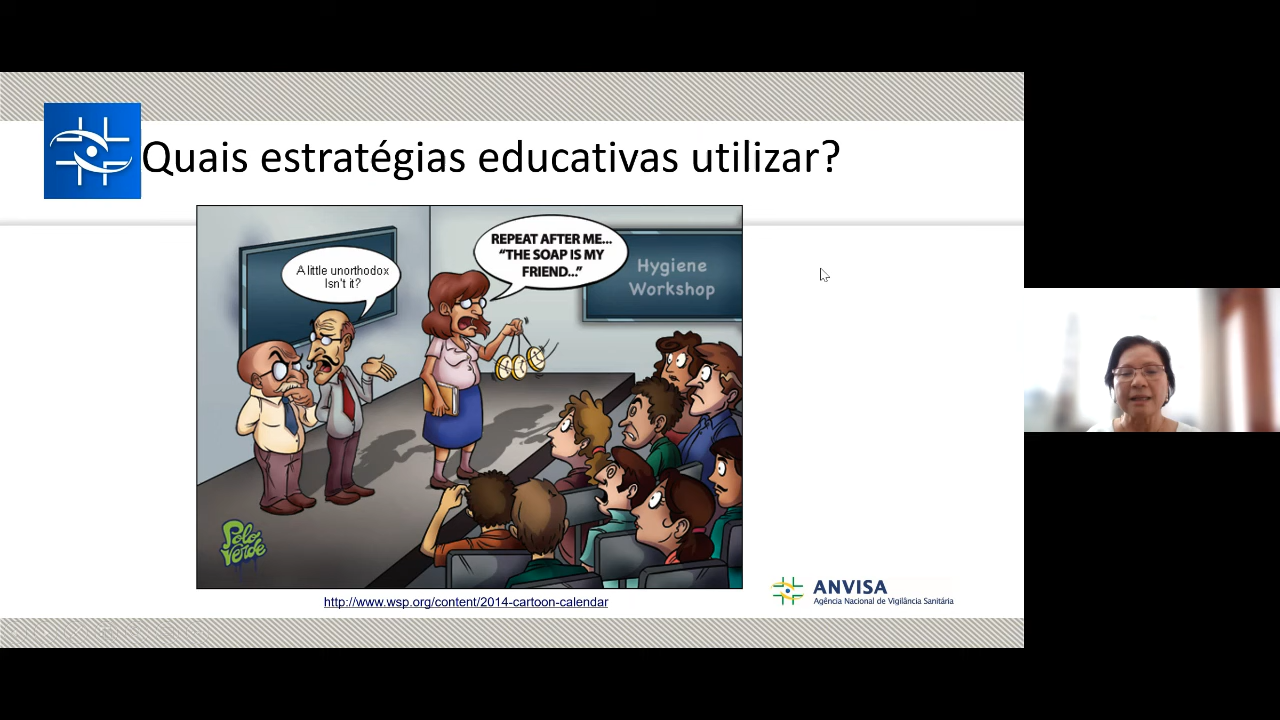 Quais estratégias educativas utilizar?
A little unorthodox
Isn't it?
REPEAT AFTER ME...
“THE SOAP IS MY
FRIEND...”
Hygiene
Workshop
Pelo
Verde
http://www.wsp.org/content/2014-cartoon-calendar
ANVISA
Agência Nacional de Vigilância Sanitária